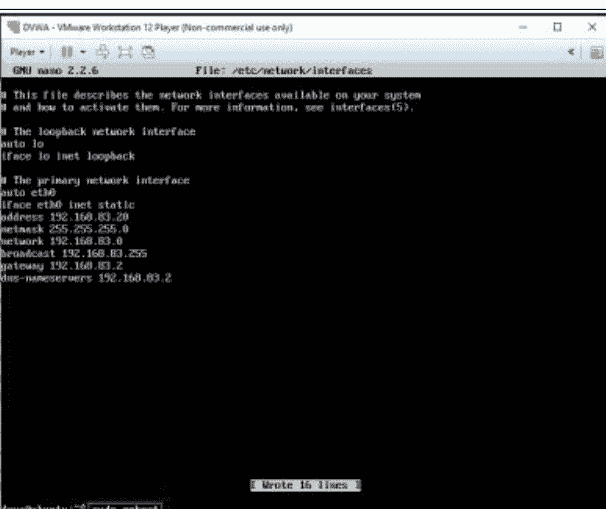 DVWA - VMware Workstation 12 Player (Non-commercial use only)
Player
GNU nano 2.2.6 File: /etc/network/interfaces
# This file describes the network interfaces available on your system
# and how to activate them. For more information, see interfaces(5).
# The loopback network interface
auto lo
iface lo inet loopback
# The primary network interface
auto eth0
iface eth0 inet static
address 192.168.83.20
netmask 255.255.255.0
network 192.168.83.0
broadcast 192.168.83.255
gateway 192.168.83.2
dns-nameservers 192.168.83.2
[ Wrote 16 lines ]
sudo reboot